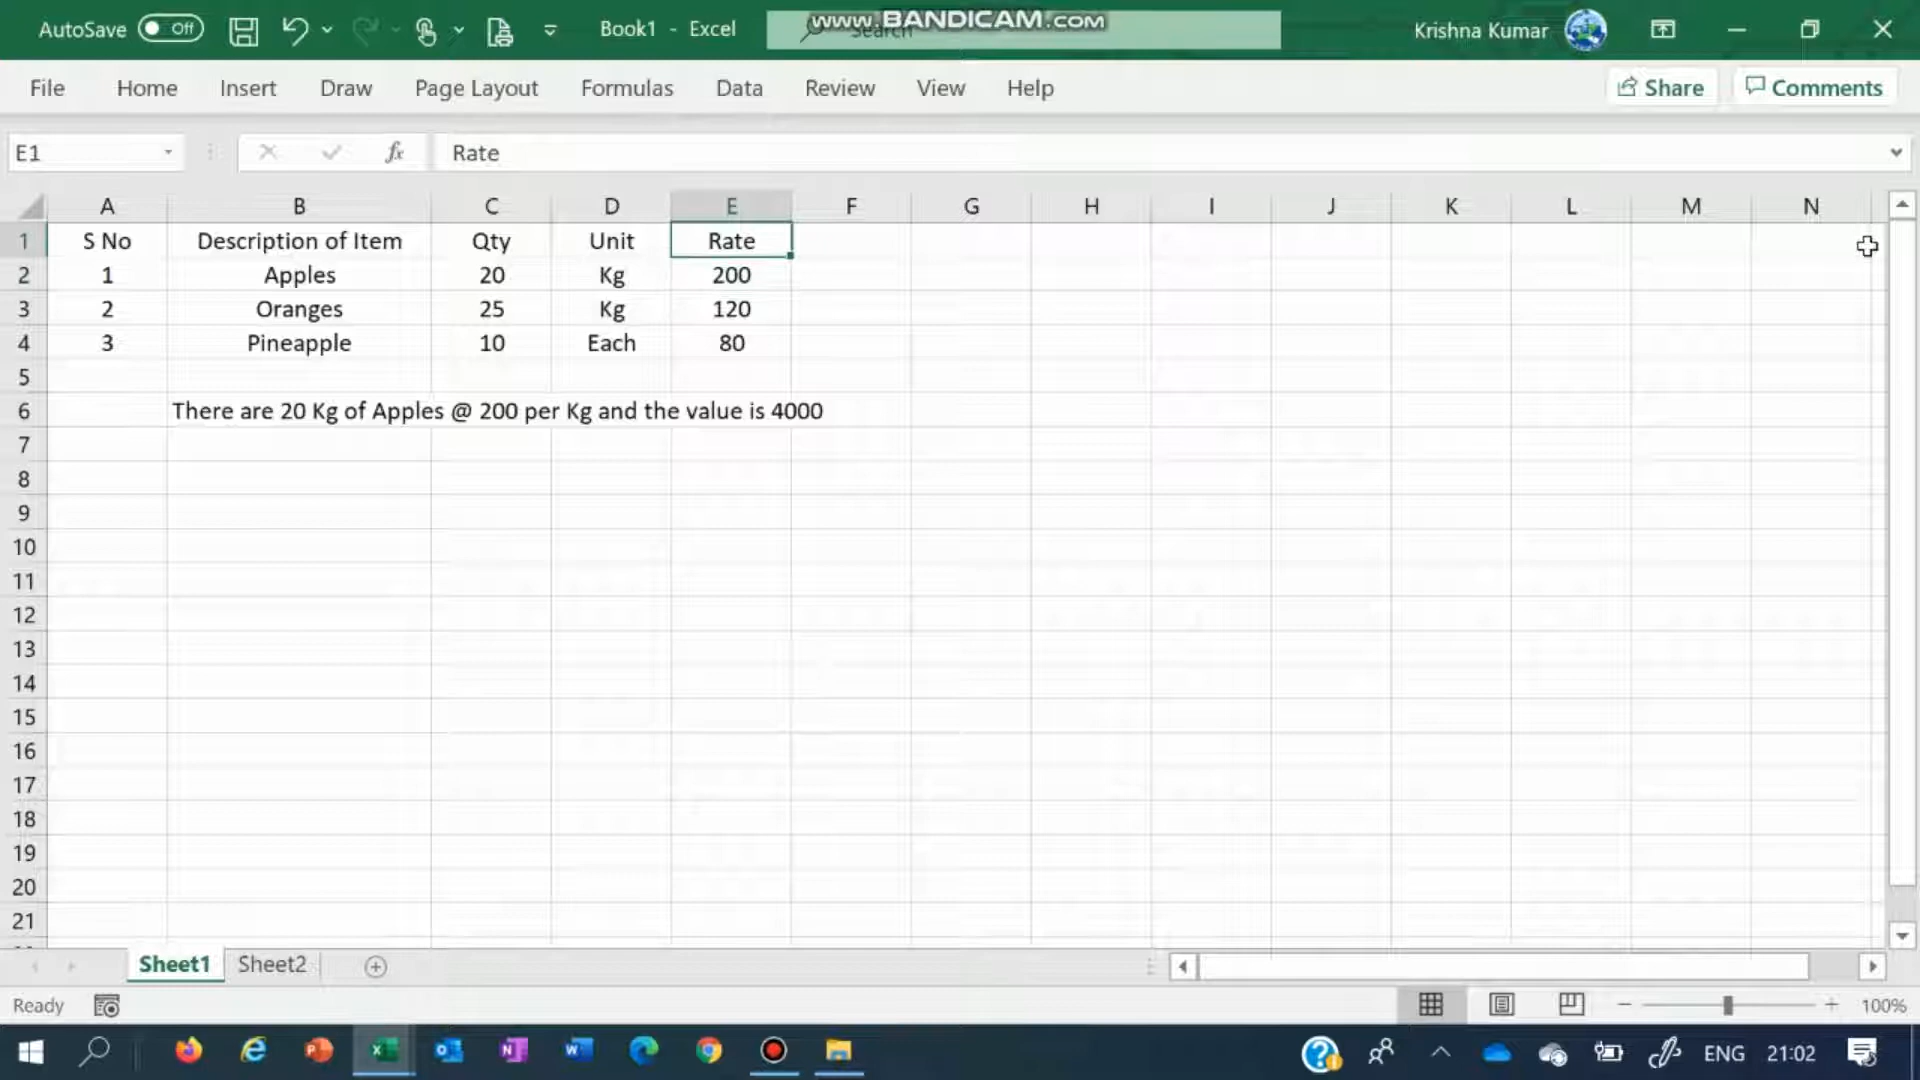 AutoSave Off Book1 - Excel Search www.BANDICAM.COM Krishna Kumar
File Home Insert Draw Page Layout Formulas Data Review View Help Share Comments
E1 fx Rate
A B C D E F G H I J K L M N
1 S No Description of Item Qty Unit Rate
2 1 Apples 20 Kg 200
3 2 Oranges 25 Kg 120
4 3 Pineapple 10 Each 80
5
6 There are 20 Kg of Apples @ 200 per Kg and the value is 4000
7
8
9
10
11
12
13
14
15
16
17
18
19
20
21
Sheet1 Sheet2
Ready 100%
ENG 21:02